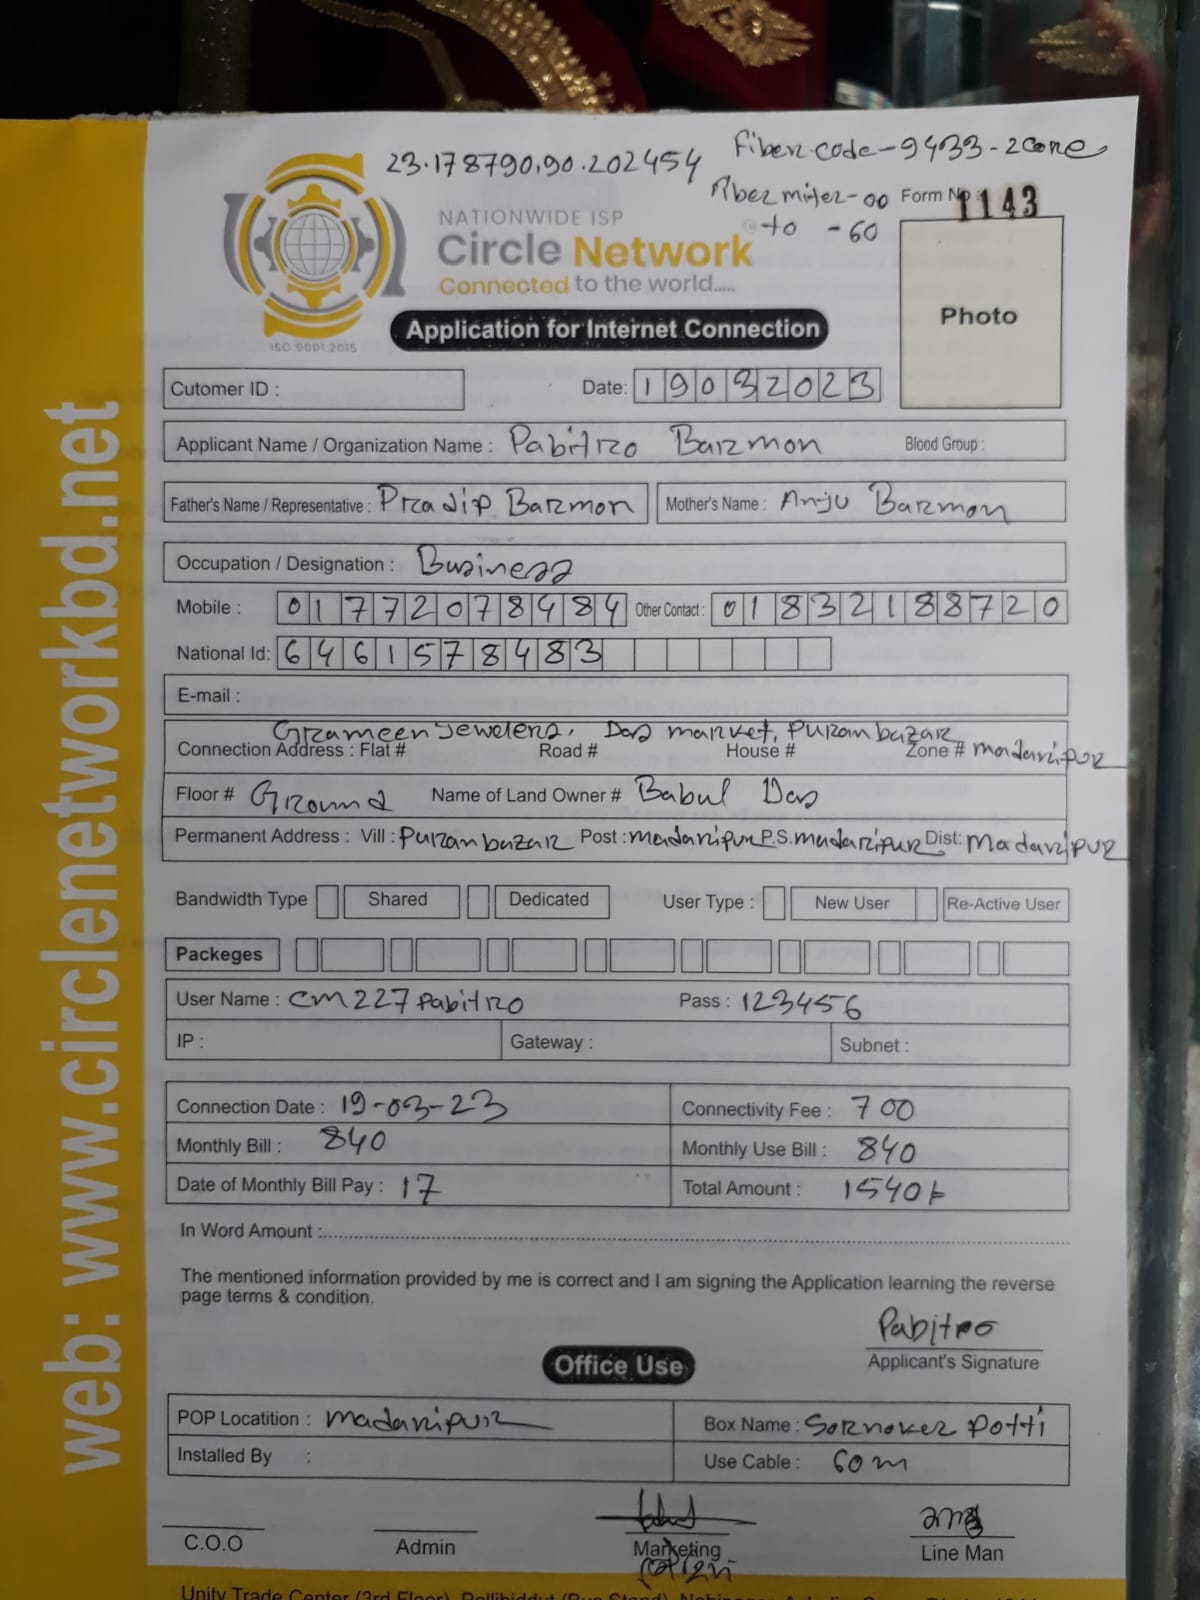 23.178790,90.202454
Fiber code-9433-2core
Fiber miter-00
to -60
Form No 1143
NATIONWIDE ISP
Circle Network
Connected to the world.....
ISO 9001:2015
Application for Internet Connection
Photo
Cutomer ID :
Date: 19032023
Applicant Name / Organization Name : Pabitro Barmon Blood Group :
Father's Name / Representative : Pradip Barmon Mother's Name : Anju Barmon
Occupation / Designation : Business
Mobile : 01772078484 Other Contact : 01832188720
National Id: 6461578483
E-mail :
Grameen Jewelers, Das market, Puranbazar
Connection Address : Flat # Road # House # Zone # madaripur
Floor # Ground Name of Land Owner # Babul Das
Permanent Address : Vill : Puranbazar Post : madaripur P.S. madaripur Dist: Madaripur
Bandwidth Type Shared Dedicated User Type : New User Re-Active User
Packeges
User Name : cm227pabitro Pass : 123456
IP : Gateway : Subnet :
Connection Date : 19-03-23 Connectivity Fee : 700
Monthly Bill : 840 Monthly Use Bill : 840
Date of Monthly Bill Pay : 17 Total Amount : 1540
In Word Amount :
The mentioned information provided by me is correct and I am signing the Application learning the reverse
page terms & condition.
Pabitro
Applicant's Signature
Office Use
POP Locatition : Madaripur Box Name : Sornoker Potti
Installed By : Use Cable : 60m
C.O.O Admin Marketing Line Man
Unity Trade Center (3rd Floor),
web: www.circlenetworkbd.net